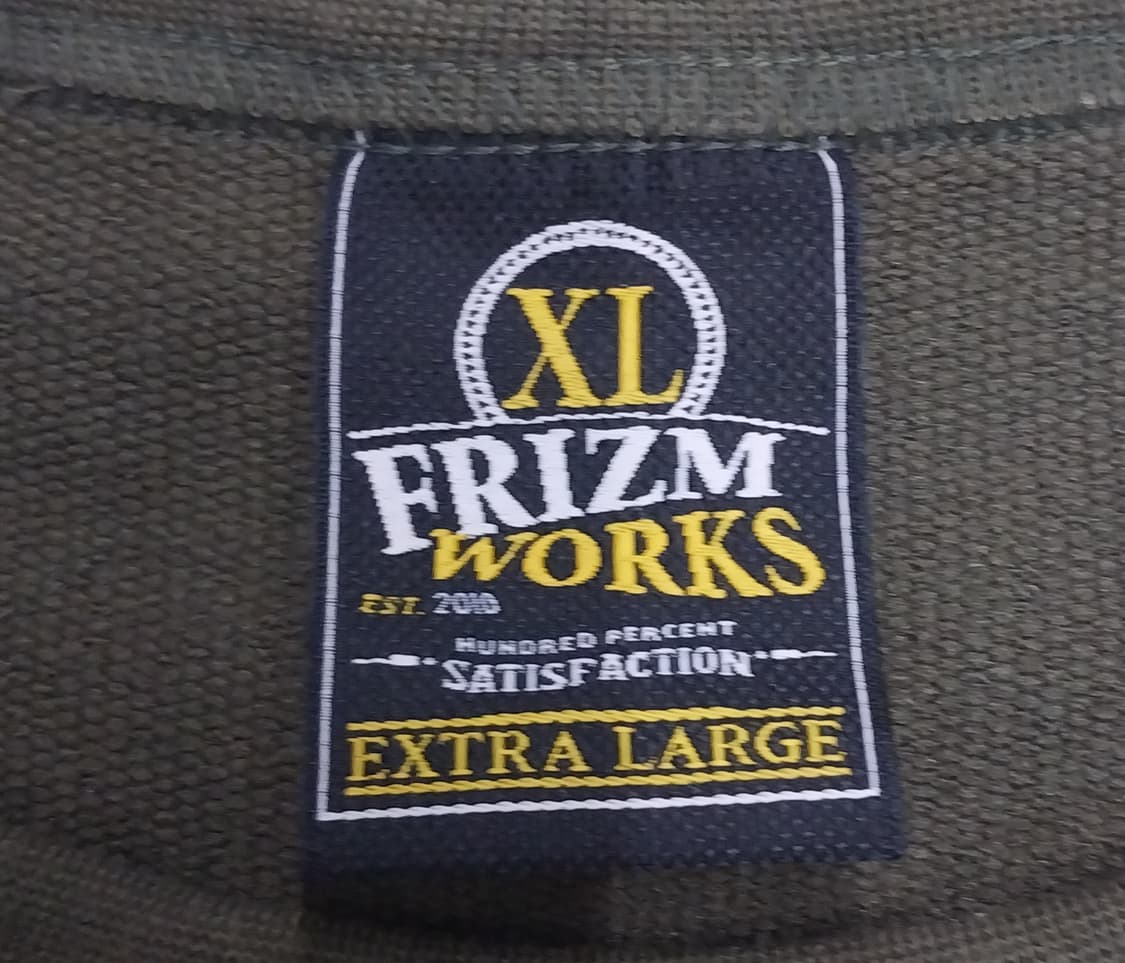 XL
FRIZM
WORKS
EST. 2010
HUNDRED PERCENT
SATISFACTION
EXTRA LARGE